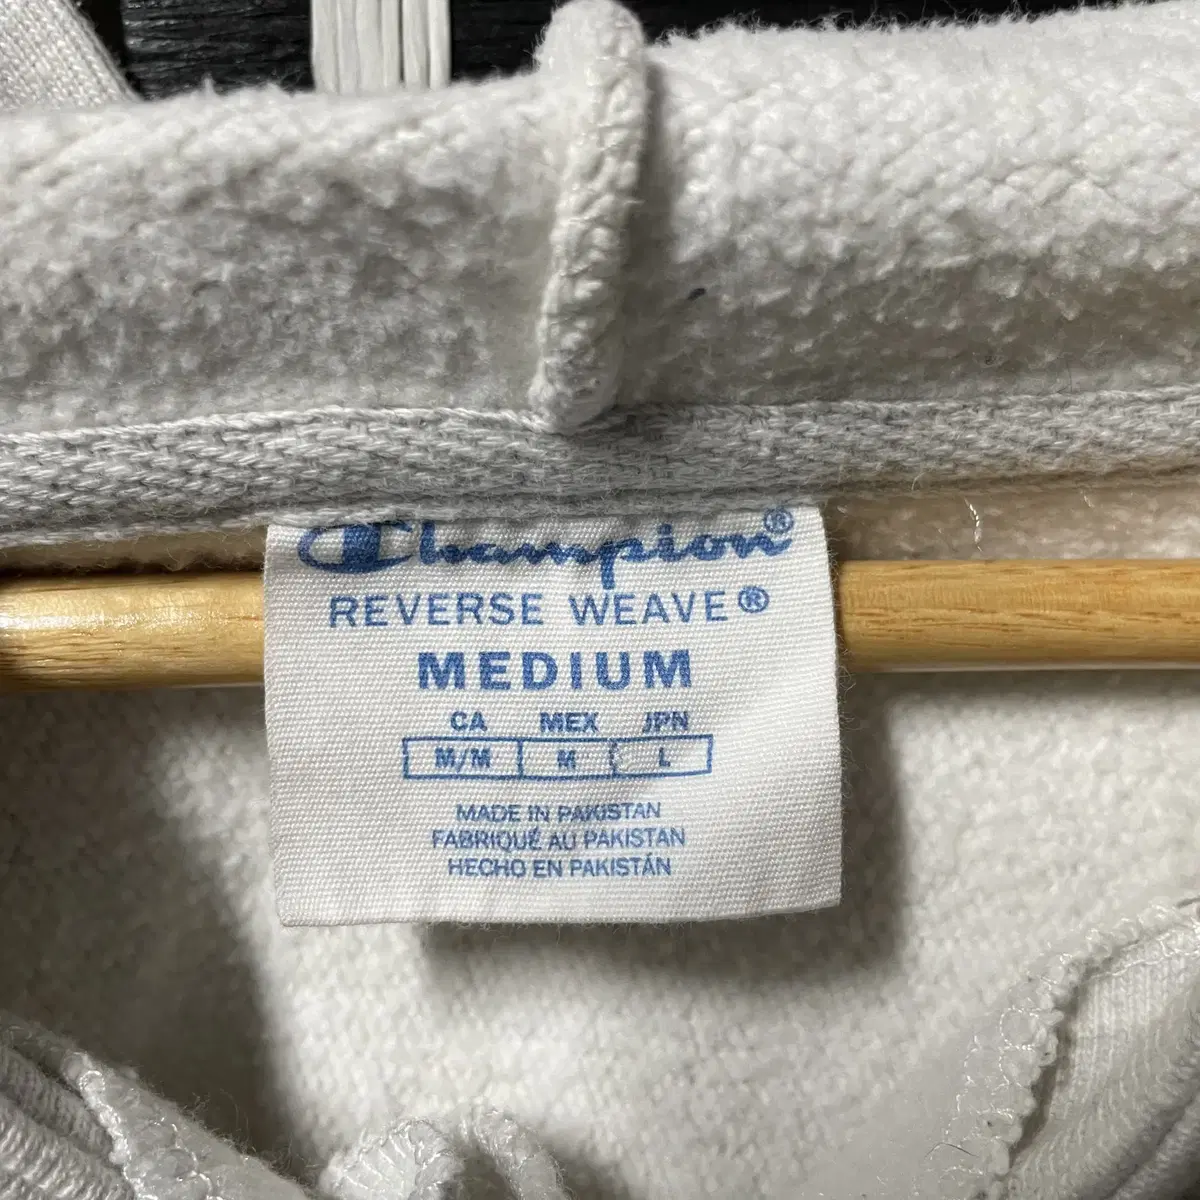 Champion®
REVERSE WEAVE®
MEDIUM
CA MEX JPN
M/M M L
MADE IN PAKISTAN
FABRIQUÉ AU PAKISTAN
HECHO EN PAKISTÁN